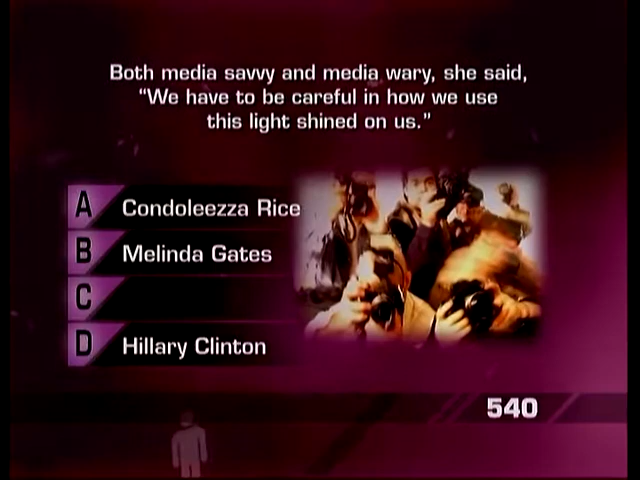 Both media savvy and media wary, she said,
“We have to be careful in how we use
this light shined on us.”
A Condoleezza Rice
B Melinda Gates
C
D Hillary Clinton
540